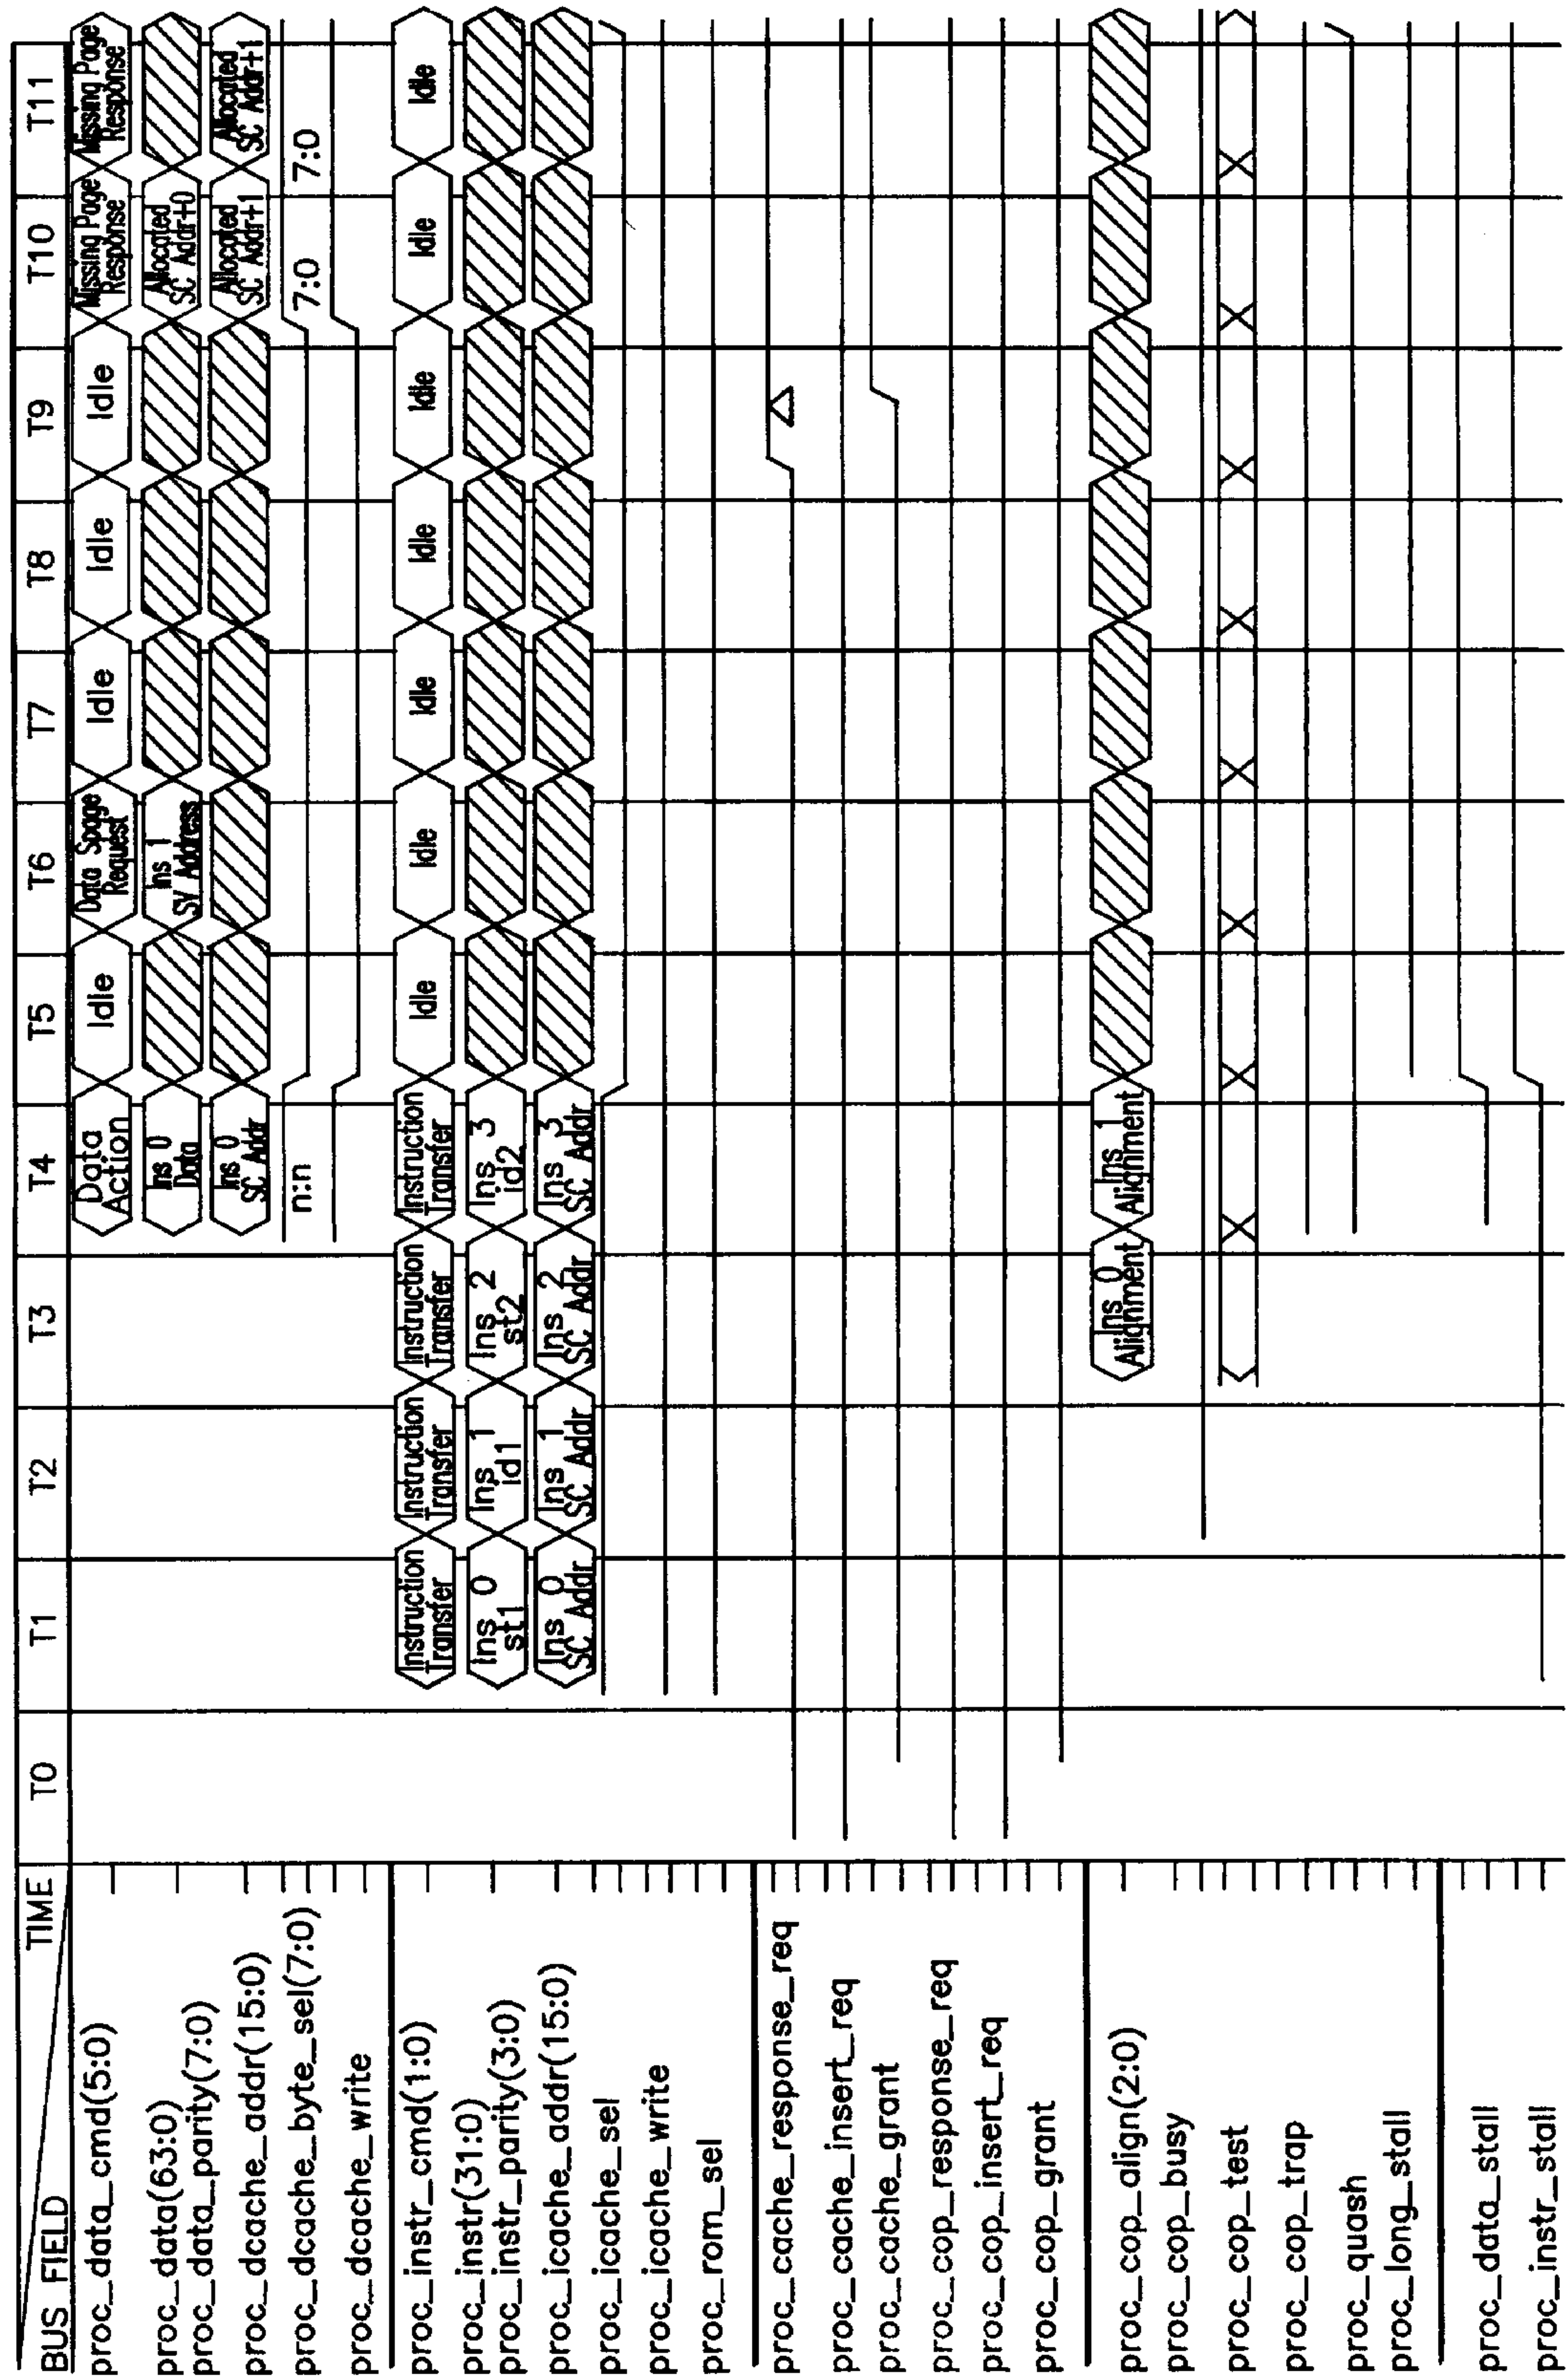 BUS FIELD TIME T0 T1 T2 T3 T4 T5 T6 T7 T8 T9 T10 T11
proc_data_cmd(5:0) Data Action Idle Data Spage Request Idle Idle Idle Missing Page Response Missing Page Response
proc_data(63:0)
proc_data_parity(7:0) Ins 0 Data Ins 1 SV Address Allocated SC Addr+0
proc_dcache_addr(15:0) Ins 0 SC Addr Allocated SC Addr+1 Allocated SC Addr+1
proc_dcache_byte_sel(7:0) n:n 7:0 7:0
proc_dcache_write
proc_instr_cmd(1:0) Instruction Transfer Instruction Transfer Instruction Transfer Instruction Transfer Idle Idle Idle Idle Idle Idle Idle
proc_instr(31:0)
proc_instr_parity(3:0) Ins 0 st1 Ins 1 id1 Ins 2 st2 Ins 3 id2
proc_icache_addr(15:0) Ins 0 SC Addr Ins 1 SC Addr Ins 2 SC Addr Ins 3 SC Addr
proc_icache_sel
proc_icache_write
proc_rom_sel
proc_cache_response_req
proc_cache_insert_req
proc_cache_grant
proc_cop_response_req
proc_cop_insert_req
proc_cop_grant
proc_cop_align(2:0) Ins 0 Alignment Ins 1 Alignment
proc_cop_busy
proc_cop_test
proc_cop_trap
proc_quash
proc_long_stall
proc_data_stall
proc_instr_stall